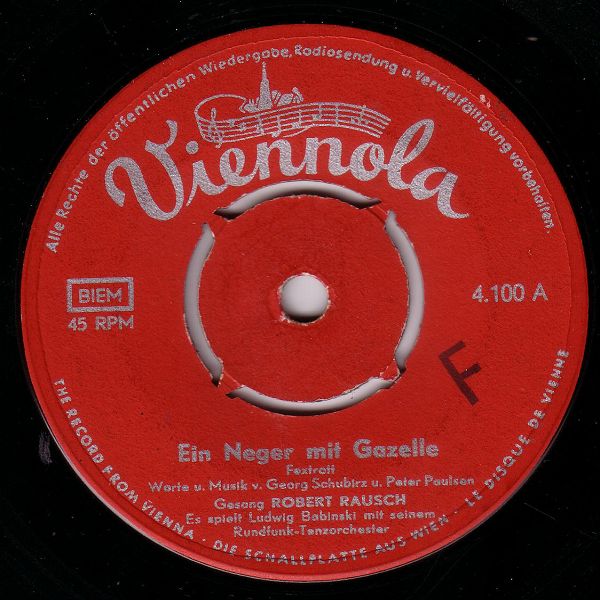 Alle Rechte der öffentlichen Wiedergabe, Radiosendung u. Vervielfältigung vorbehalten.
Viennola
BIEM
45 RPM
4.100 A
F
Ein Neger mit Gazelle
Foxtrott
Worte u. Musik v. Georg Schubirz u. Peter Paulsen
Gesang ROBERT RAUSCH
Es spielt Ludwig Babinski mit seinem
Rundfunk-Tanzorchester
THE RECORD FROM VIENNA · DIE SCHALLPLATTE AUS WIEN · LE DISQUE DE VIENNE